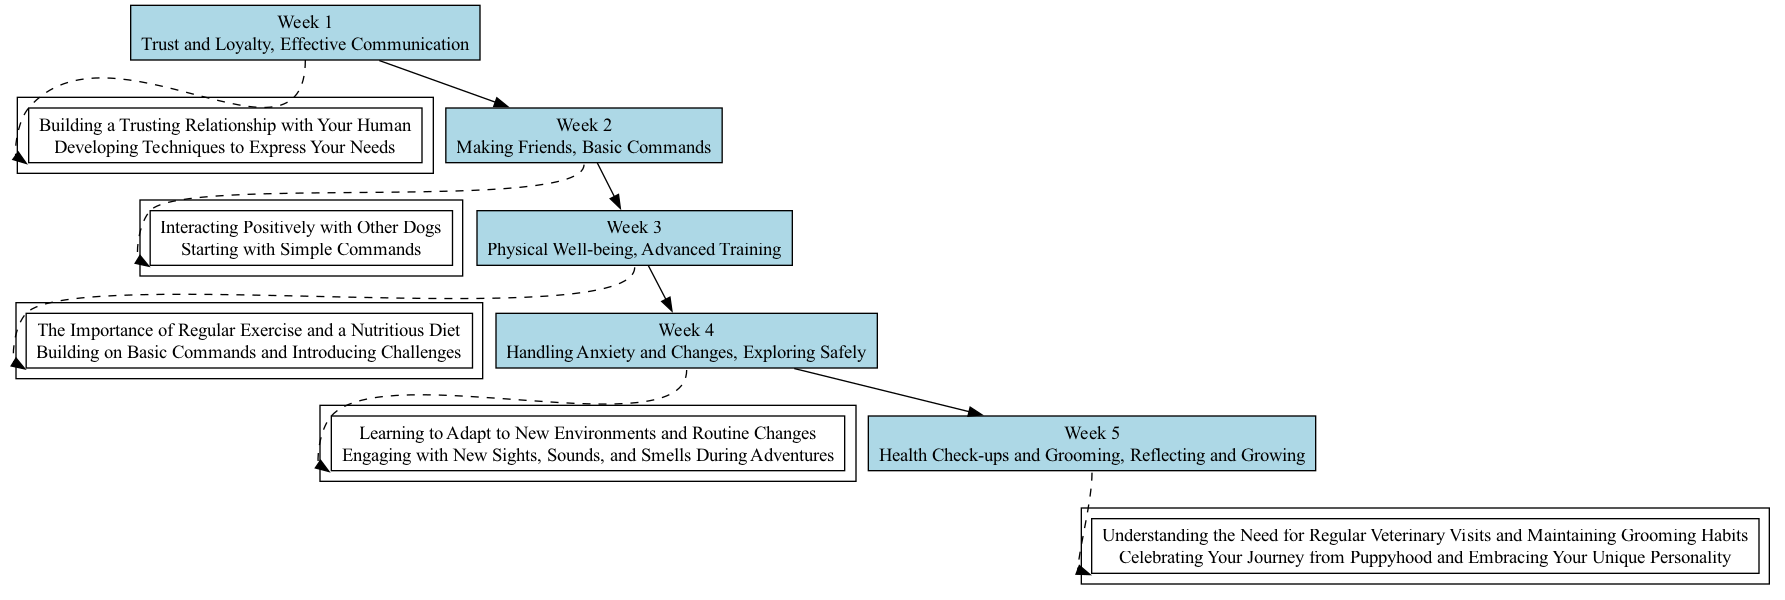 Week 1
Trust and Loyalty, Effective Communication
Building a Trusting Relationship with Your Human
Developing Techniques to Express Your Needs
Week 2
Making Friends, Basic Commands
Interacting Positively with Other Dogs
Starting with Simple Commands
Week 3
Physical Well-being, Advanced Training
The Importance of Regular Exercise and a Nutritious Diet
Building on Basic Commands and Introducing Challenges
Week 4
Handling Anxiety and Changes, Exploring Safely
Learning to Adapt to New Environments and Routine Changes
Engaging with New Sights, Sounds, and Smells During Adventures
Week 5
Health Check-ups and Grooming, Reflecting and Growing
Understanding the Need for Regular Veterinary Visits and Maintaining Grooming Habits
Celebrating Your Journey from Puppyhood and Embracing Your Unique Personality